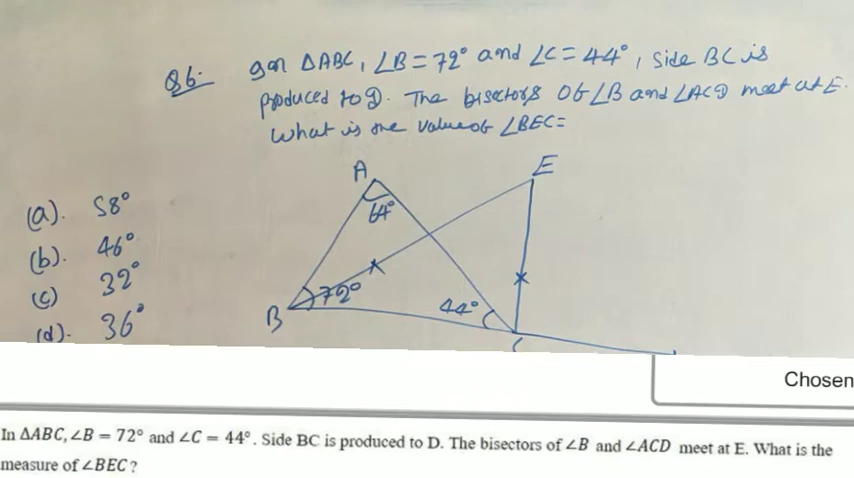 Q6. In ΔABC, ∠B = 72° and ∠C = 44°, Side BC is
produced to D. The bisectors Of ∠B and ∠ACD meet at E.
What is the value of ∠BEC=
A
E
64°
(a). 58°
(b). 46°
(c) 32°
(d). 36°
B
72°
44°
C
Chosen
In ΔABC, ∠B = 72° and ∠C = 44°. Side BC is produced to D. The bisectors of ∠B and ∠ACD meet at E. What is the
measure of ∠BEC?